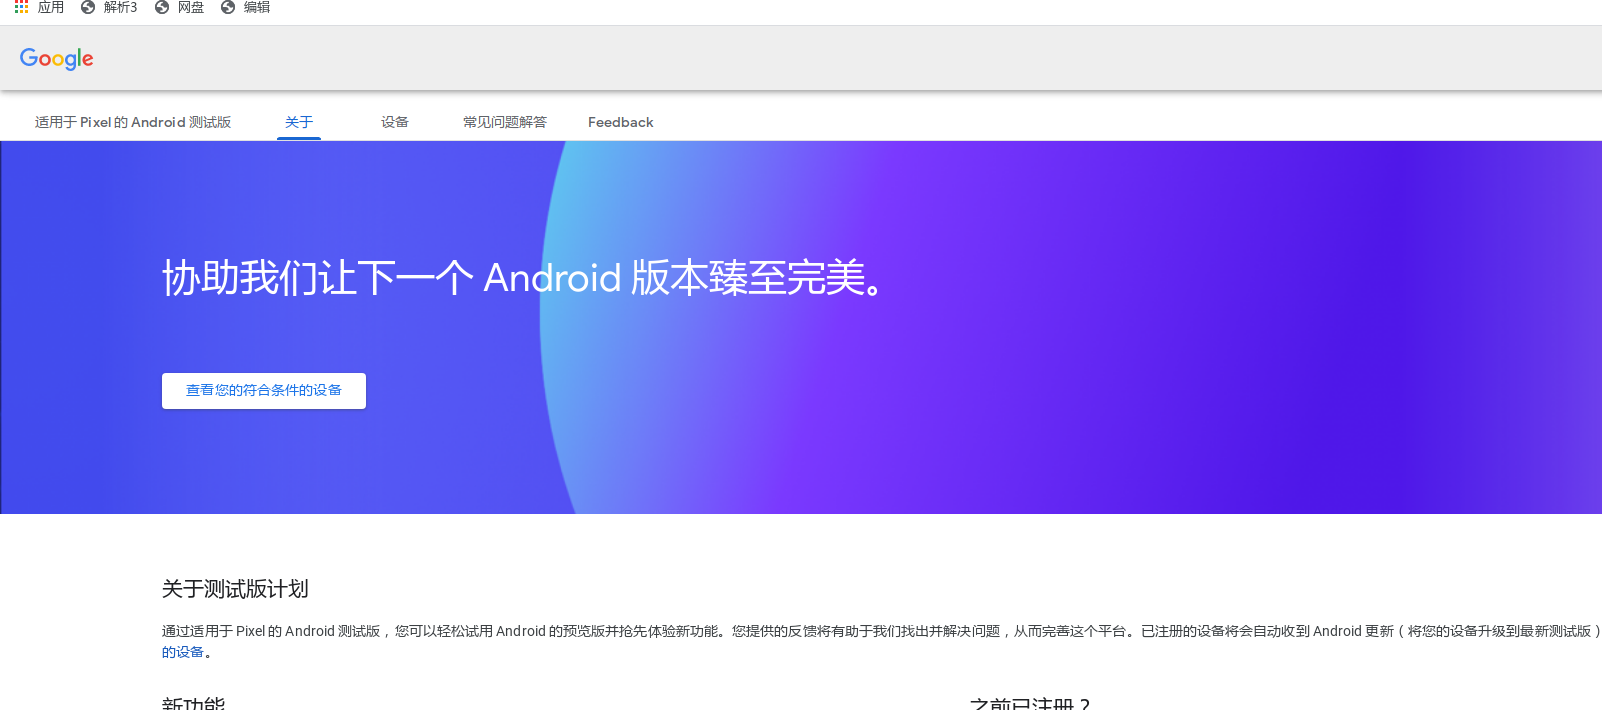 应用 解析3 网盘 编辑
Google
适用于 Pixel 的 Android 测试版 关于 设备 常见问题解答 Feedback
协助我们让下一个 Android 版本臻至完美。
查看您的符合条件的设备
关于测试版计划
通过适用于 Pixel 的 Android 测试版，您可以轻松试用 Android 的预览版并抢先体验新功能。您提供的反馈将有助于我们找出并解决问题，从而完善这个平台。已注册的设备将会自动收到 Android 更新（将您的设备升级到最新测试版）
的设备。
新功能 之前已注册？